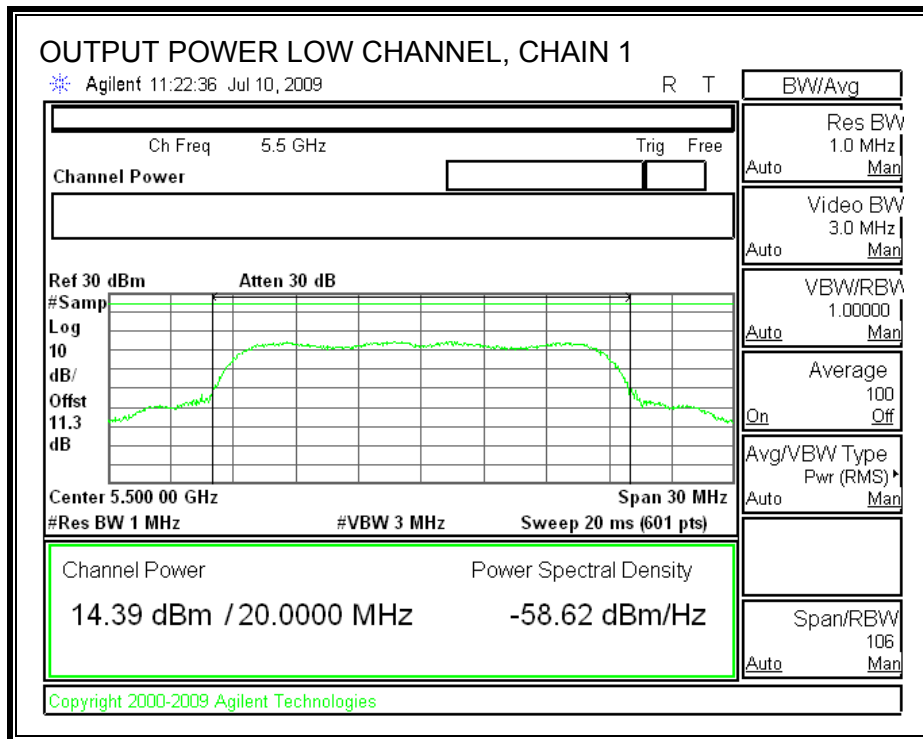 OUTPUT POWER LOW CHANNEL, CHAIN 1
Agilent 11:22:36 Jul 10, 2009
R T
BW/Avg
Ch Freq 5.5 GHz
Trig Free
Channel Power
Res BW
1.0 MHz
Auto Man
Video BW
3.0 MHz
Auto Man
Ref 30 dBm
Atten 30 dB
#Samp
Log
10
dB/
Offst
11.3
dB
VBW/RBW
1.00000
Auto Man
Average
100
On Off
Avg/VBW Type
Pwr (RMS)
Auto Man
Center 5.500 00 GHz
Span 30 MHz
#Res BW 1 MHz
#VBW 3 MHz
Sweep 20 ms (601 pts)
Channel Power
Power Spectral Density
14.39 dBm / 20.0000 MHz
-58.62 dBm/Hz
Span/RBW
106
Auto Man
Copyright 2000-2009 Agilent Technologies